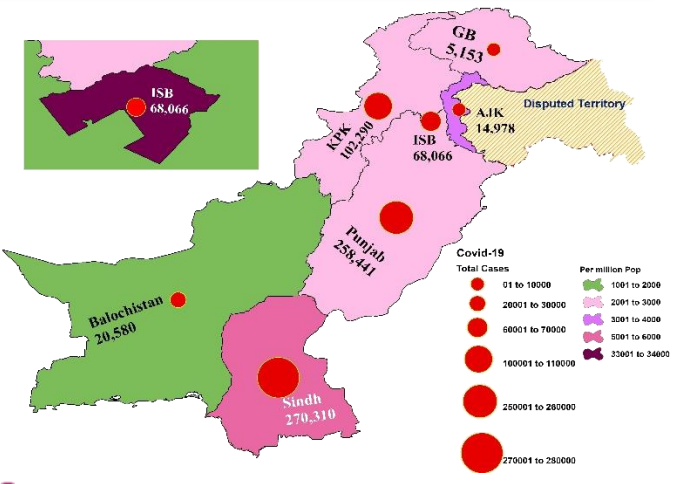 ISB
68,066
GB
5,153
Disputed Territory
AJK
14,978
KPK
102,290
ISB
68,066
Punjab
258,441
Balochistan
20,580
Sindh
270,310
Covid-19
Total Cases
01 to 10000
20001 to 30000
60001 to 70000
100001 to 110000
250001 to 260000
270001 to 280000
Per million Pop
1001 to 2000
2001 to 3000
3001 to 4000
5001 to 6000
33001 to 34000